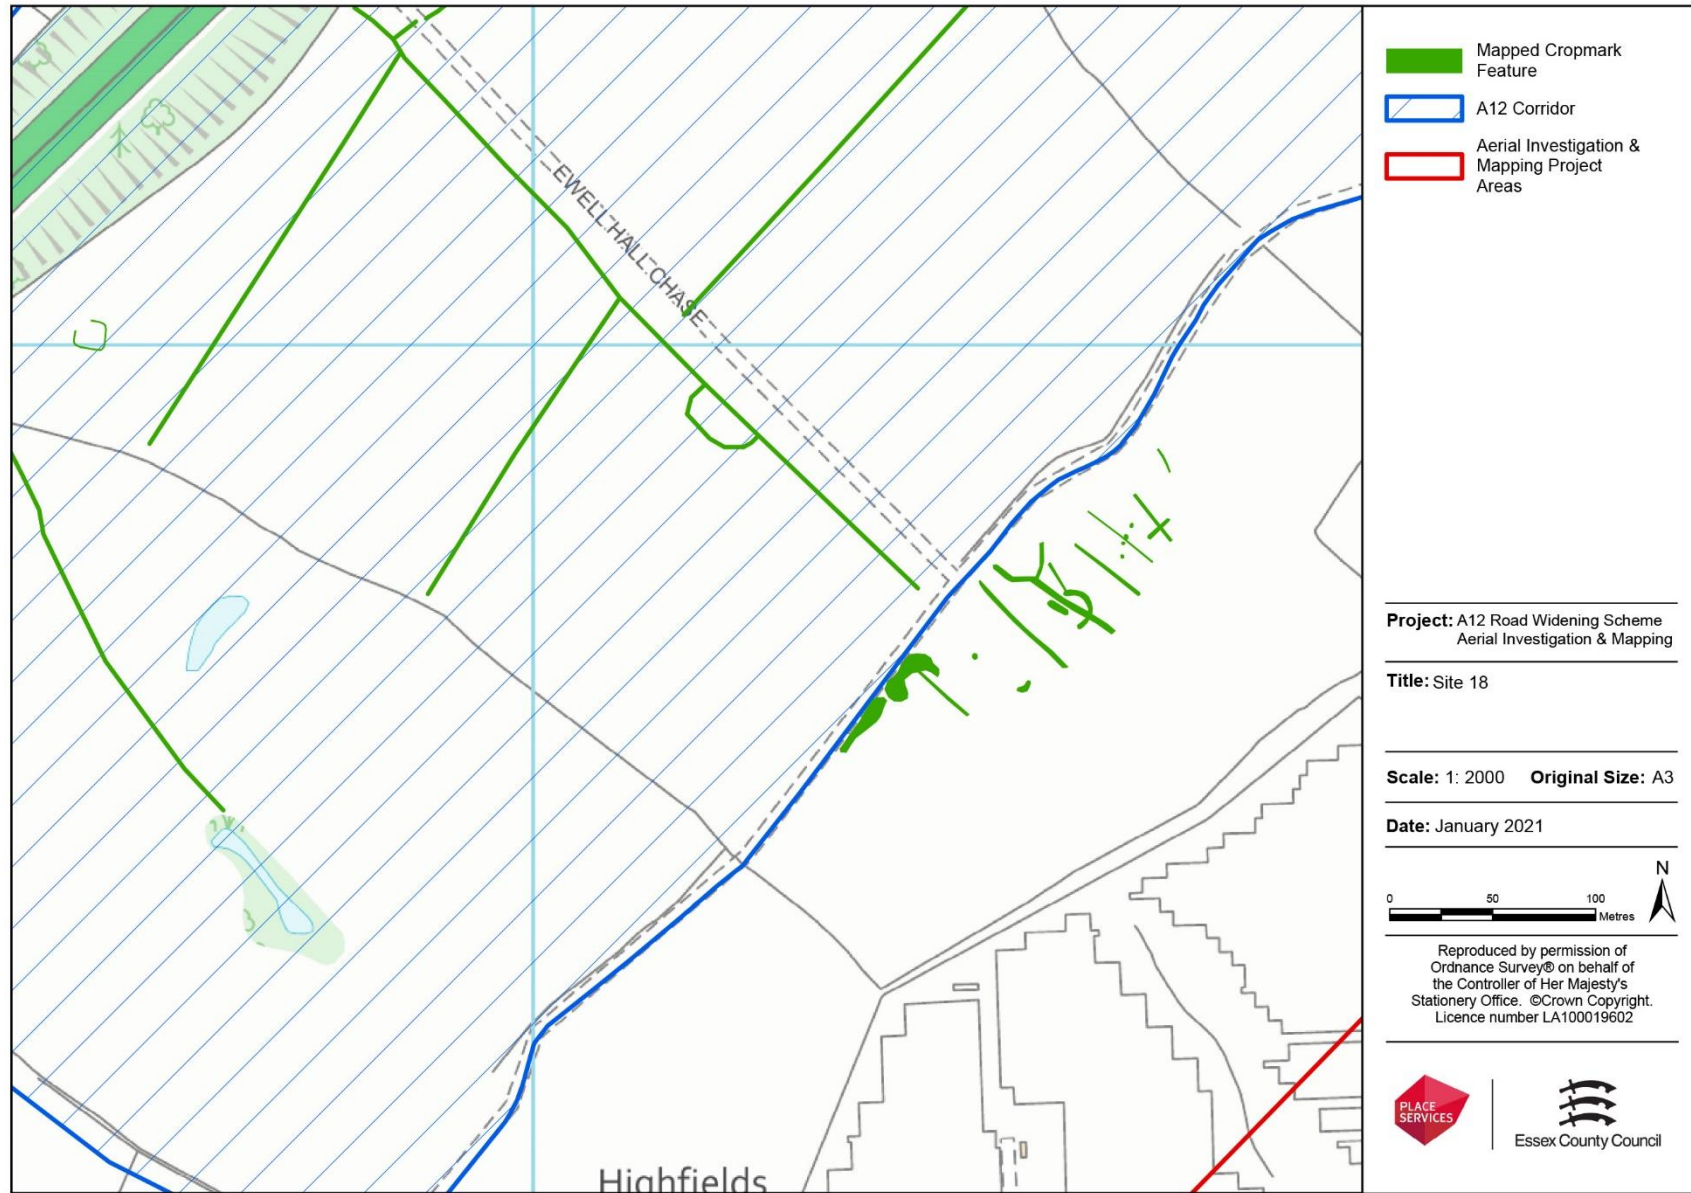 EWELL HALL CHASE
Highfields
Mapped Cropmark
Feature
A12 Corridor
Aerial Investigation &
Mapping Project
Areas
Project: A12 Road Widening Scheme
Aerial Investigation & Mapping
Title: Site 18
Scale: 1: 2000 Original Size: A3
Date: January 2021
N
0 50 100
Metres
Reproduced by permission of
Ordnance Survey® on behalf of
the Controller of Her Majesty's
Stationery Office. ©Crown Copyright.
Licence number LA100019602
PLACE
SERVICES
Essex County Council